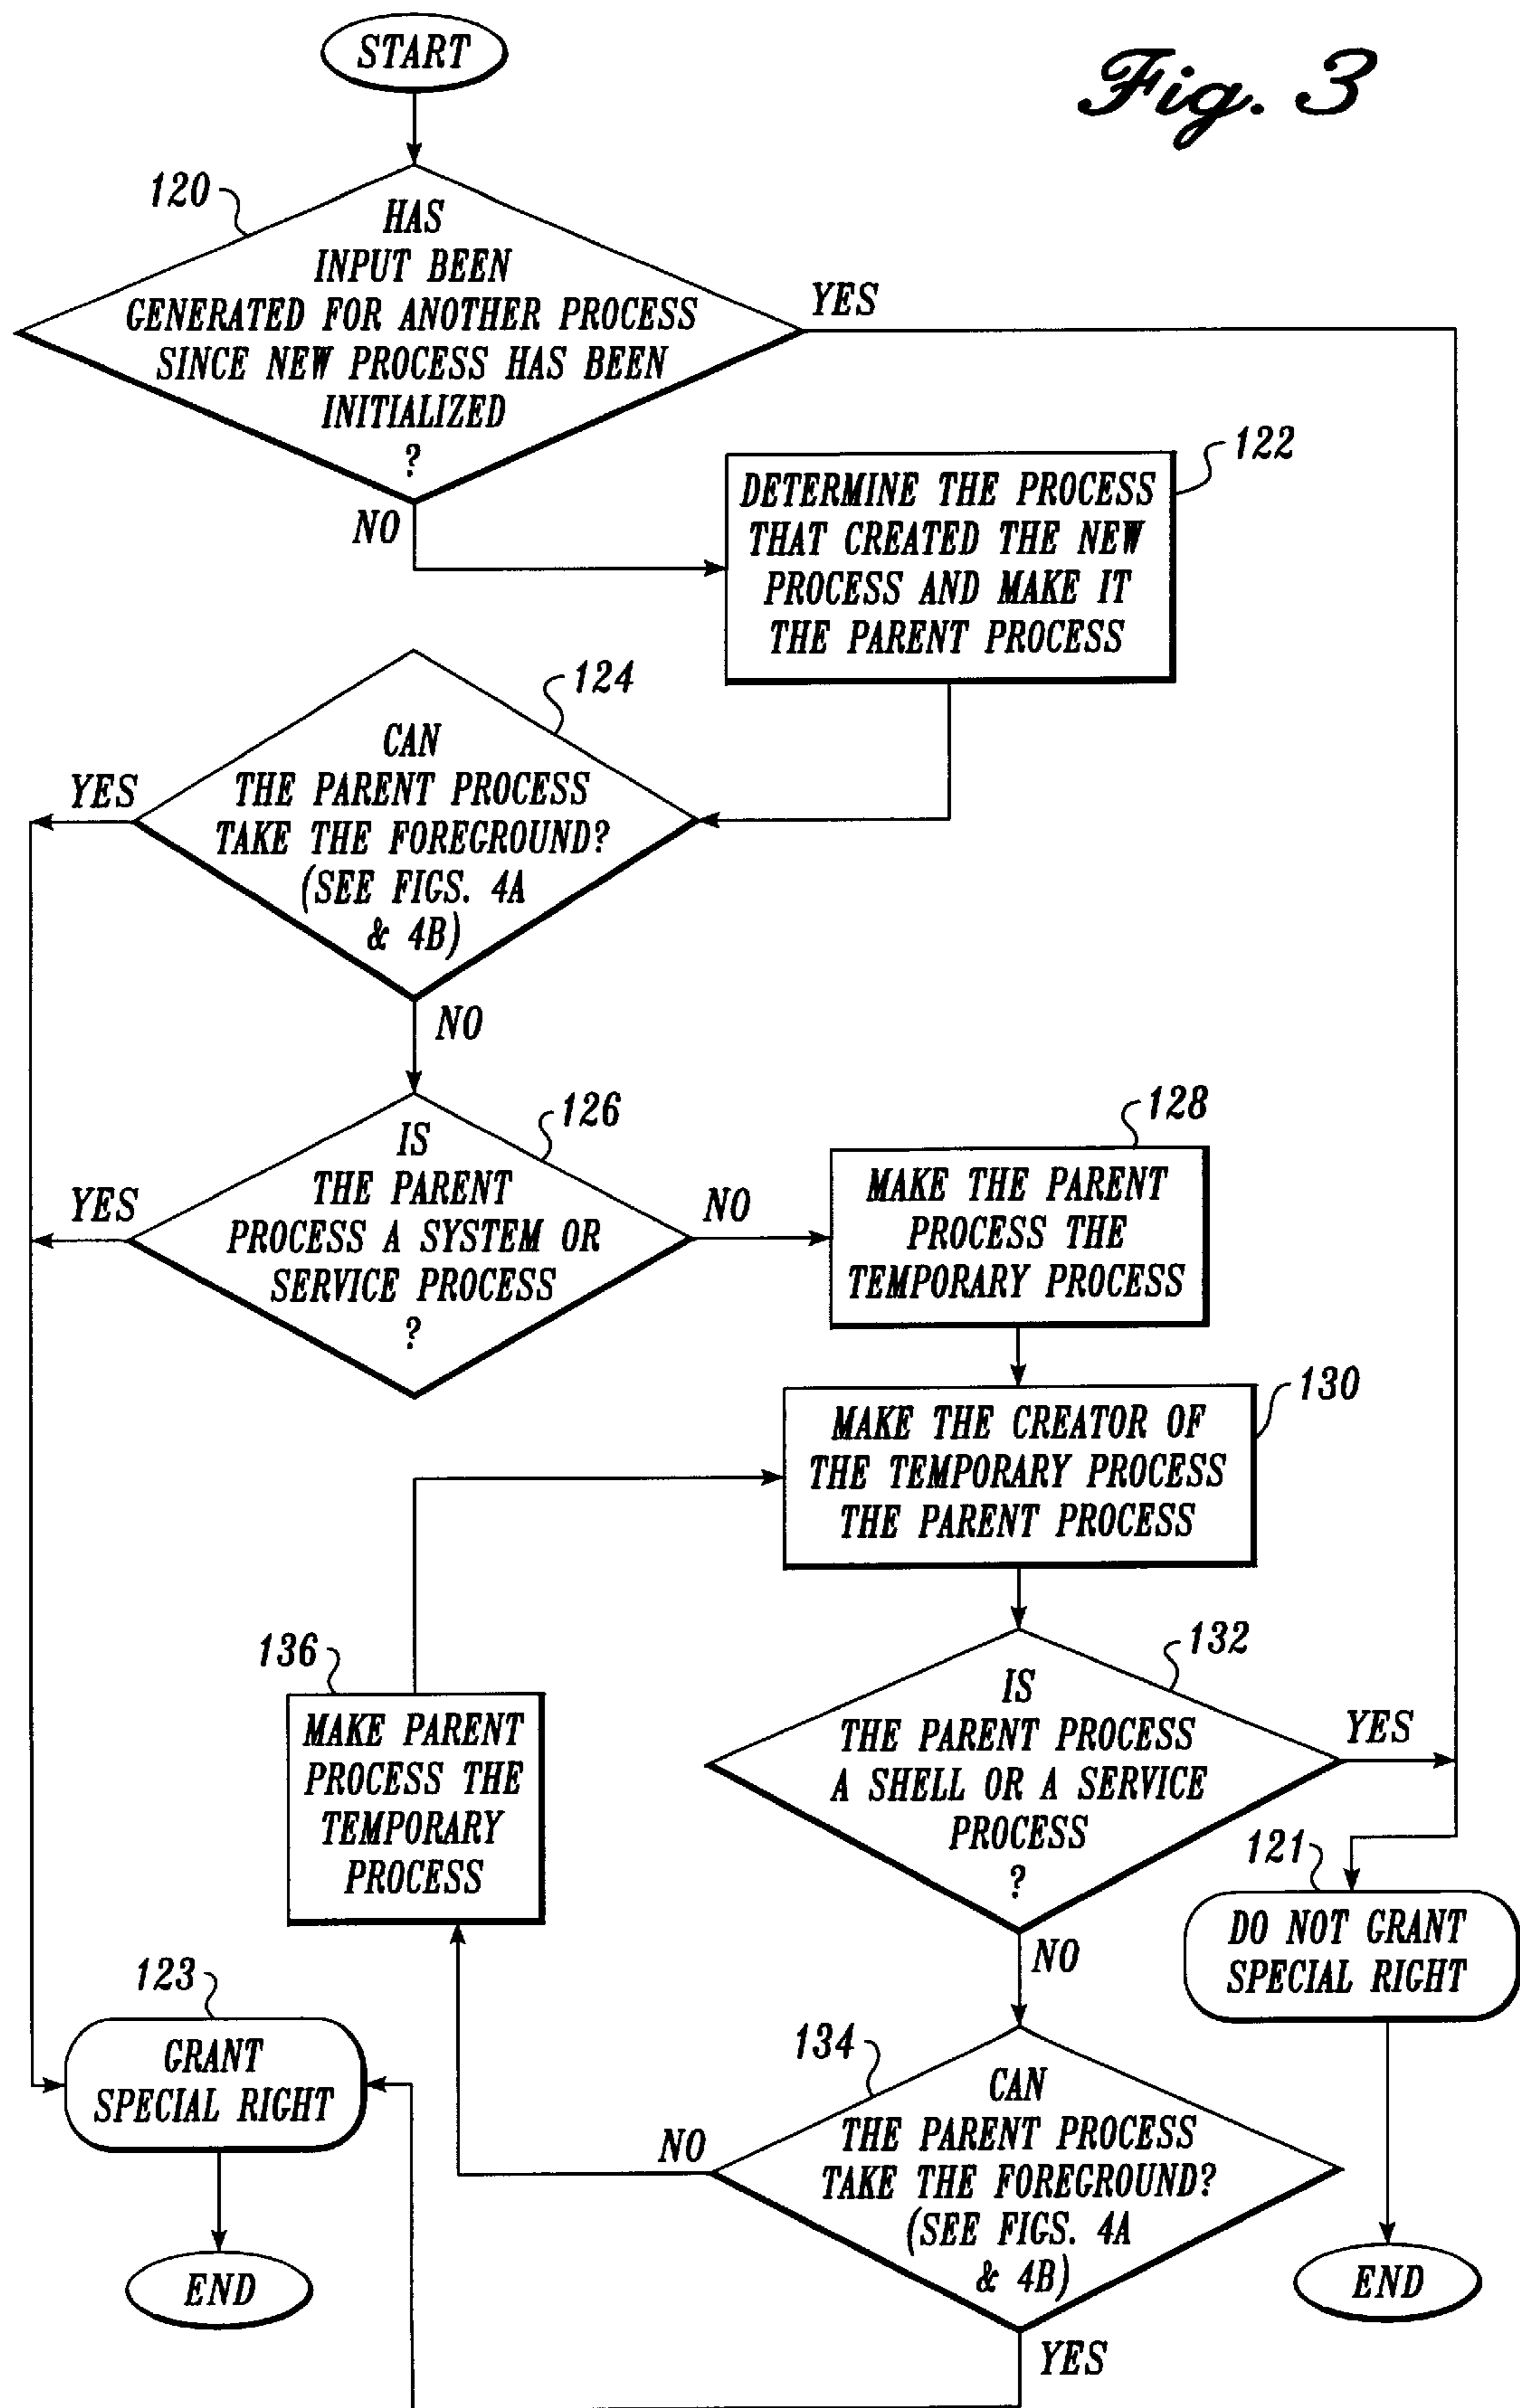 START
Fig. 3
120
HAS
INPUT BEEN
GENERATED FOR ANOTHER PROCESS
SINCE NEW PROCESS HAS BEEN
INITIALIZED
?
YES
NO
122
DETERMINE THE PROCESS
THAT CREATED THE NEW
PROCESS AND MAKE IT
THE PARENT PROCESS
124
CAN
THE PARENT PROCESS
TAKE THE FOREGROUND?
(SEE FIGS. 4A
& 4B)
YES
NO
126
IS
THE PARENT
PROCESS A SYSTEM OR
SERVICE PROCESS
?
YES
NO
128
MAKE THE PARENT
PROCESS THE
TEMPORARY PROCESS
130
MAKE THE CREATOR OF
THE TEMPORARY PROCESS
THE PARENT PROCESS
132
IS
THE PARENT PROCESS
A SHELL OR A SERVICE
PROCESS
?
YES
NO
136
MAKE PARENT
PROCESS THE
TEMPORARY
PROCESS
121
DO NOT GRANT
SPECIAL RIGHT
123
GRANT
SPECIAL RIGHT
134
CAN
THE PARENT PROCESS
TAKE THE FOREGROUND?
(SEE FIGS. 4A
& 4B)
NO
YES
END
END